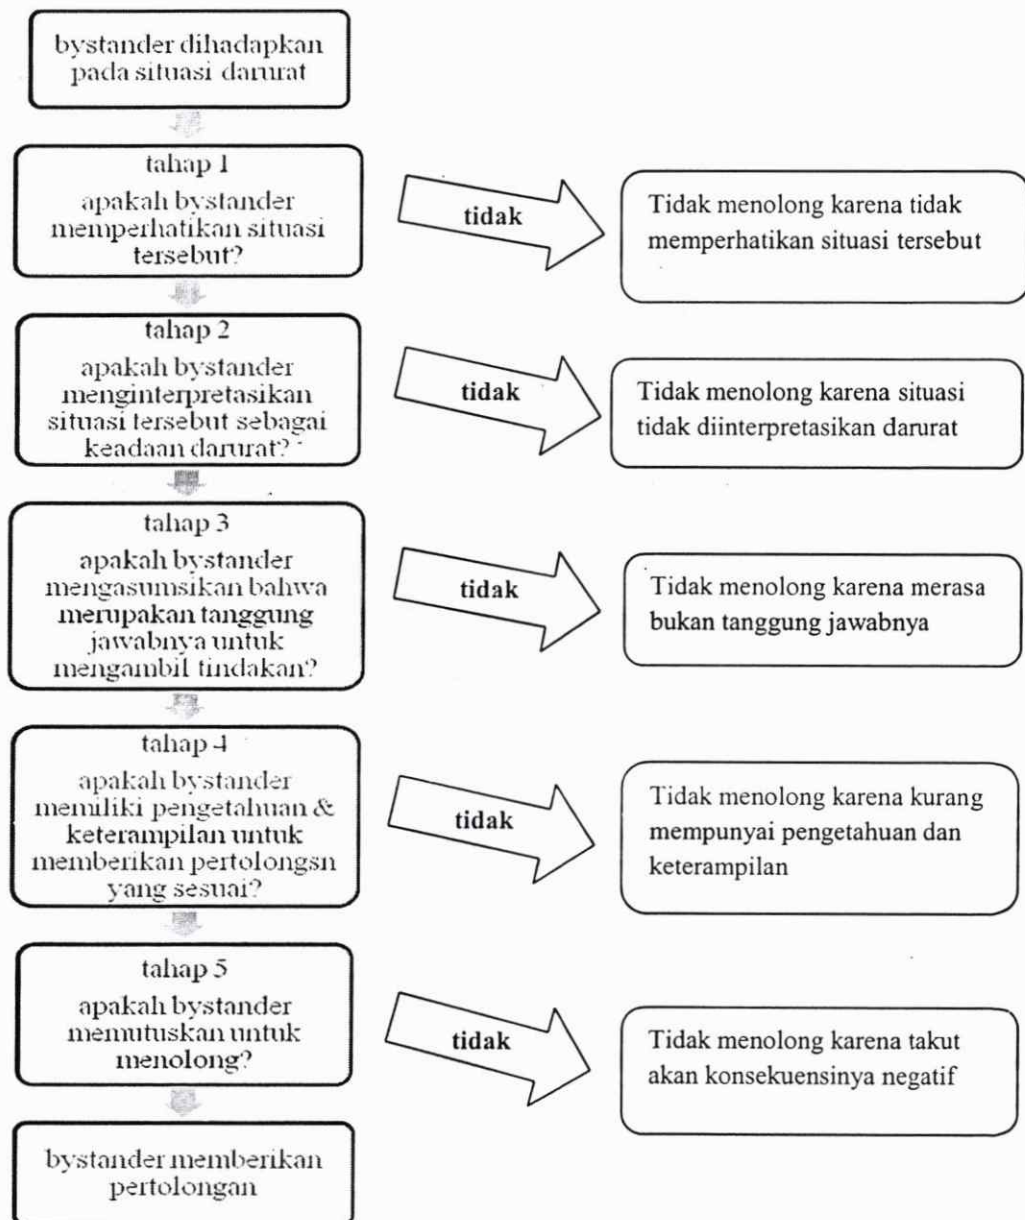 bystander dihadapkan
pada situasi darurat
tahap 1
apakah bystander
memperhatikan situasi
tersebut?
tidak
Tidak menolong karena tidak
memperhatikan situasi tersebut
tahap 2
apakah bystander
menginterpretasikan
situasi tersebut sebagai
keadaan darurat?
tidak
Tidak menolong karena situasi
tidak diinterpretasikan darurat
tahap 3
apakah bystander
mengasumsikan bahwa
merupakan tanggung
jawabnya untuk
mengambil tindakan?
tidak
Tidak menolong karena merasa
bukan tanggung jawabnya
tahap 4
apakah bystander
memiliki pengetahuan &
keterampilan untuk
memberikan pertolongsn
yang sesuai?
tidak
Tidak menolong karena kurang
mempunyai pengetahuan dan
keterampilan
tahap 5
apakah bystander
memutuskan untuk
menolong?
tidak
Tidak menolong karena takut
akan konsekuensinya negatif
bystander memberikan
pertolongan